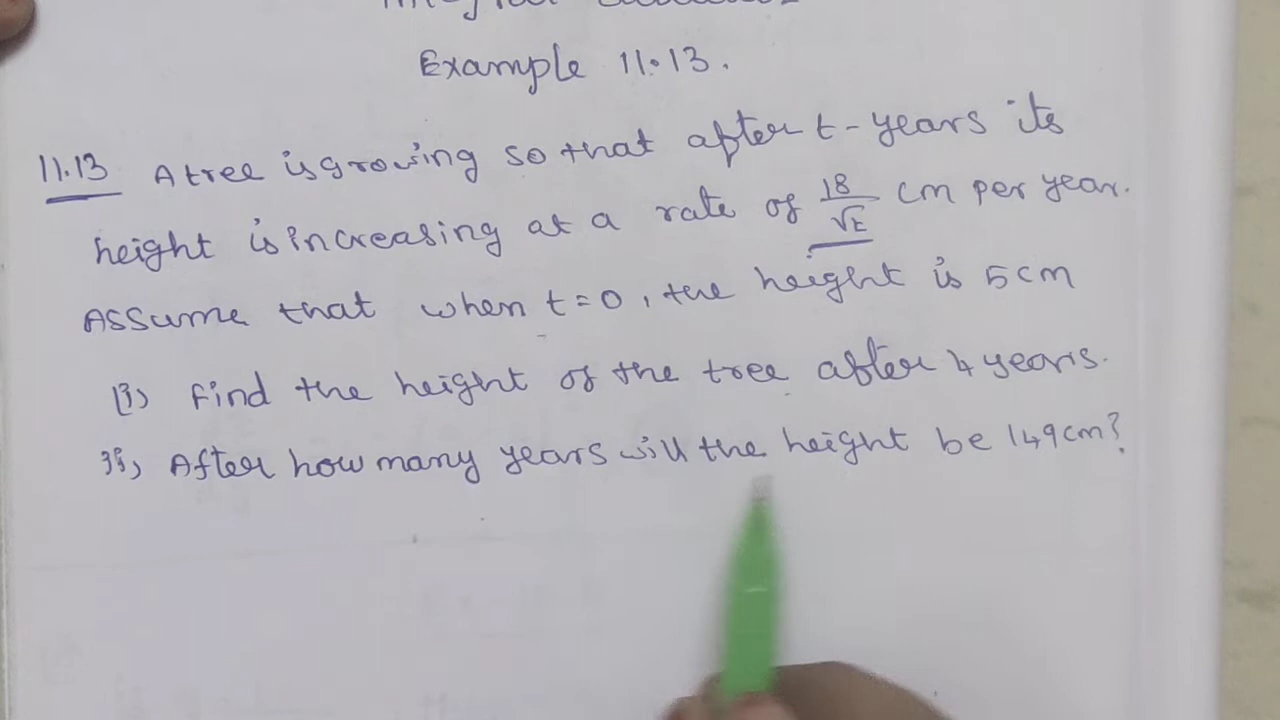 Example 11.13.
11.13 A tree is growing so that after t-years its
height is increasing at a rate of 18/√t cm per year.
Assume that when t=0, the height is 5cm
(i) Find the height of the tree after 4 years.
ii) After how many years will the height be 149cm?